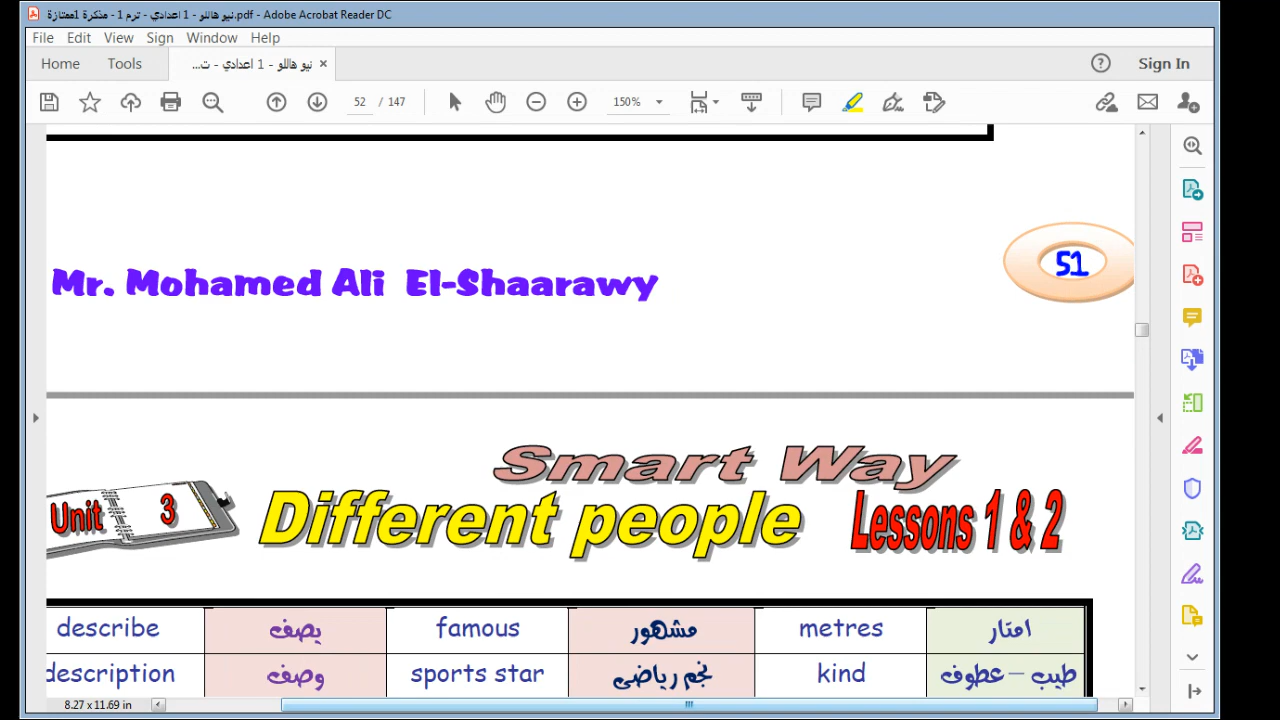 نيو هاللو - 1 اعدادي - ترم 1 - مذكرة 1ممتازة.pdf - Adobe Acrobat Reader DC
File Edit View Sign Window Help
Home Tools نيو هاللو - 1 اعدادي - ت... × ? Sign In
52 / 147 150%
51
Mr. Mohamed Ali El-Shaarawy
Smart Way
Unit 3 Different people Lessons 1 & 2
describe يصف famous مشهور metres امتار
description وصف sports star نجم رياضى kind طيب – عطوف
8.27 x 11.69 in